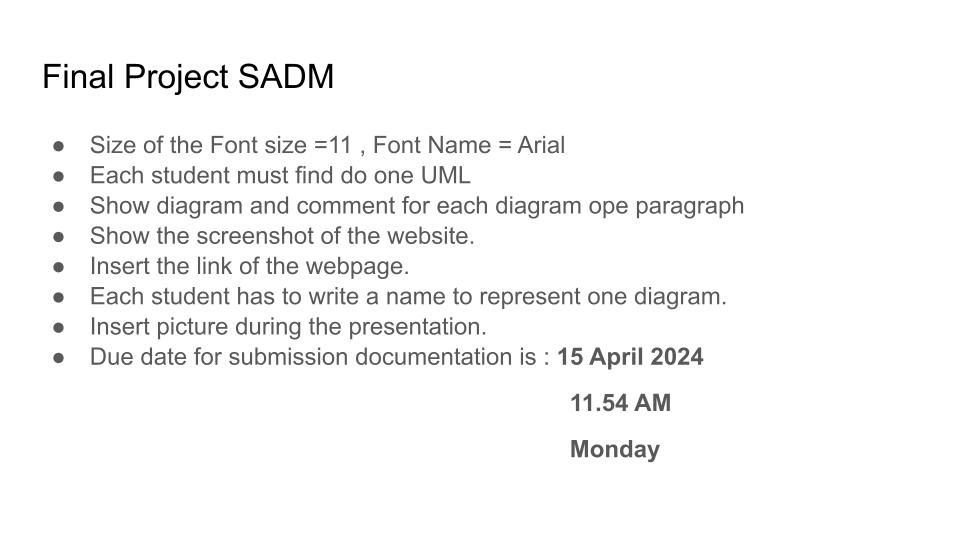 Final Project SADM
● Size of the Font size =11 , Font Name = Arial
● Each student must find do one UML
● Show diagram and comment for each diagram ope paragraph
● Show the screenshot of the website.
● Insert the link of the webpage.
● Each student has to write a name to represent one diagram.
● Insert picture during the presentation.
● Due date for submission documentation is : 15 April 2024
11.54 AM
Monday